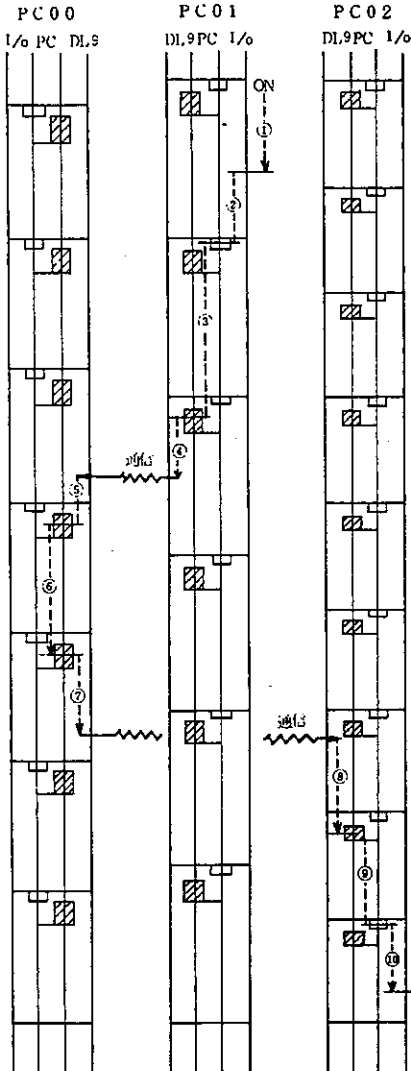 PC00 PC01 PC02
I/o PC DL9 DL9 PC I/o DL9 PC I/o
ON
①
②
③
④
通信
⑤
⑥
⑦
通信
⑧
⑨
⑩